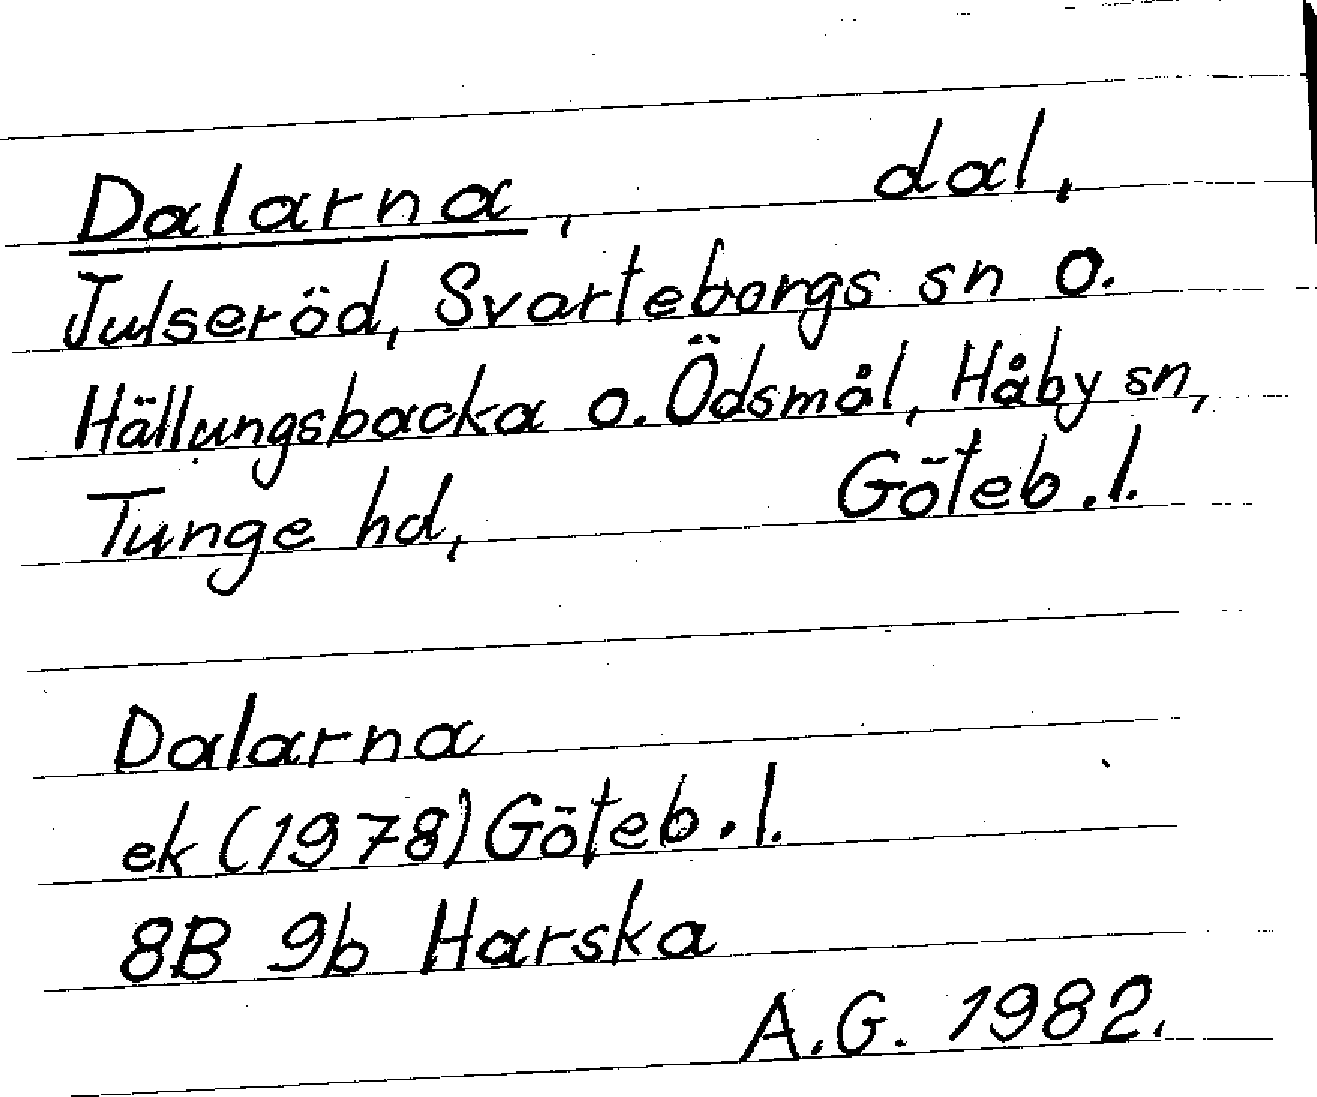 Dalarna, dal,
Julseröd, Svarteborgs sn o.
Hällungsbacka o. Ödsmål, Håby sn,
Tunge hd, Göteb.l.
Dalarna
ek (1978) Göteb.l.
8B 9b Harska
A.G. 1982.